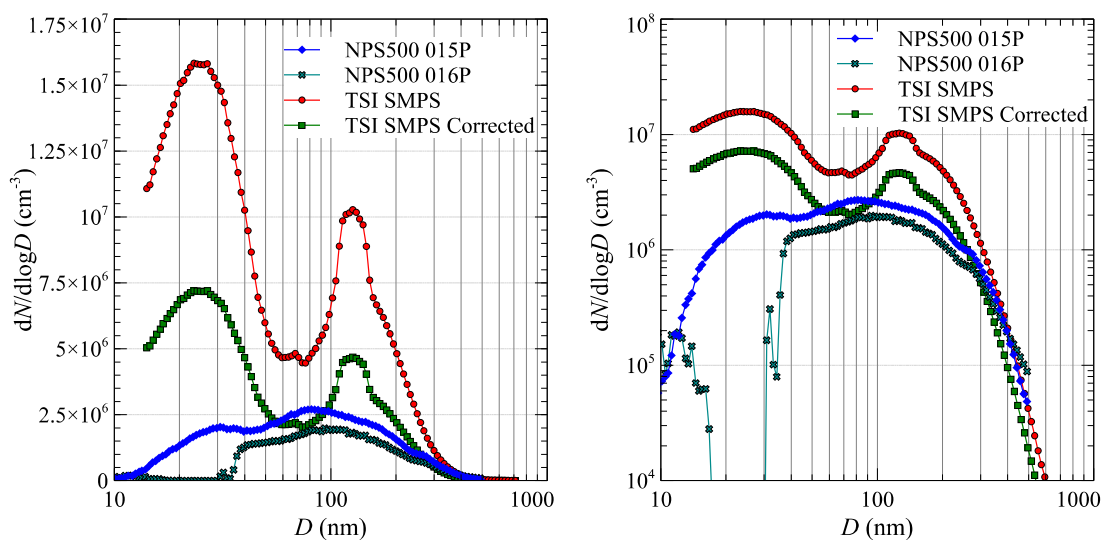 1.75×10⁷
1.5×10⁷
1.25×10⁷
10⁷
7.5×10⁶
5×10⁶
2.5×10⁶
0
dN/dlogD (cm⁻³)
NPS500 015P
NPS500 016P
TSI SMPS
TSI SMPS Corrected
10
100
1000
D (nm)
10⁸
10⁷
10⁶
10⁵
10⁴
dN/dlogD (cm⁻³)
NPS500 015P
NPS500 016P
TSI SMPS
TSI SMPS Corrected
10
100
1000
D (nm)